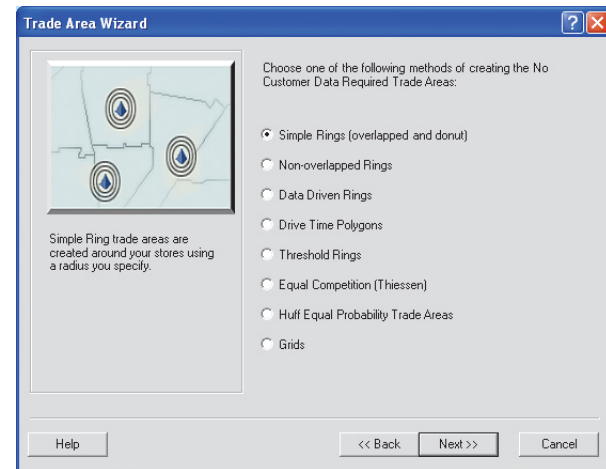 Trade Area Wizard
Choose one of the following methods of creating the No
Customer Data Required Trade Areas:
Simple Rings (overlapped and donut)
Non-overlapped Rings
Data Driven Rings
Drive Time Polygons
Threshold Rings
Equal Competition (Thiessen)
Huff Equal Probability Trade Areas
Grids
Simple Ring trade areas are
created around your stores using
a radius you specify.
Help
<< Back
Next >>
Cancel